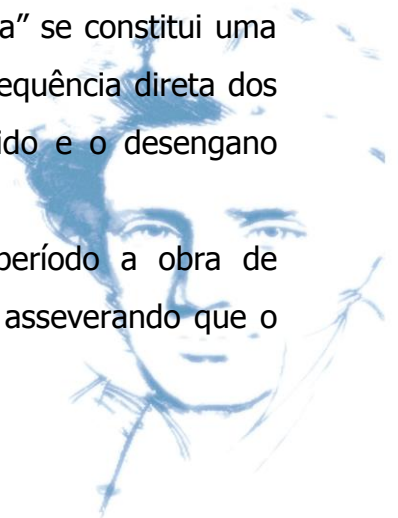 a” se constitui uma
equência direta dos
ido e o desengano
período a obra de
asseverando que o